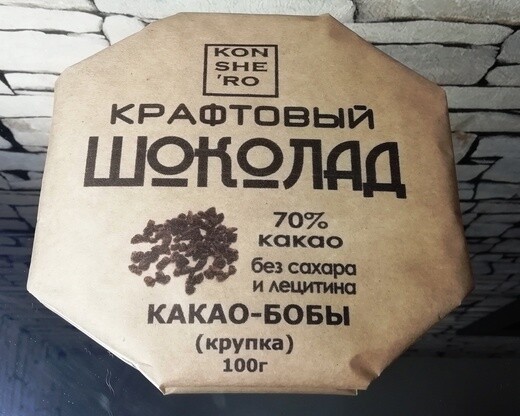 KON
SHE
'RO
КРАФТОВЫЙ
ШОКОЛАД
70%
какао
без сахара
и лецитина
КАКАО-БОБЫ
(крупка)
100г